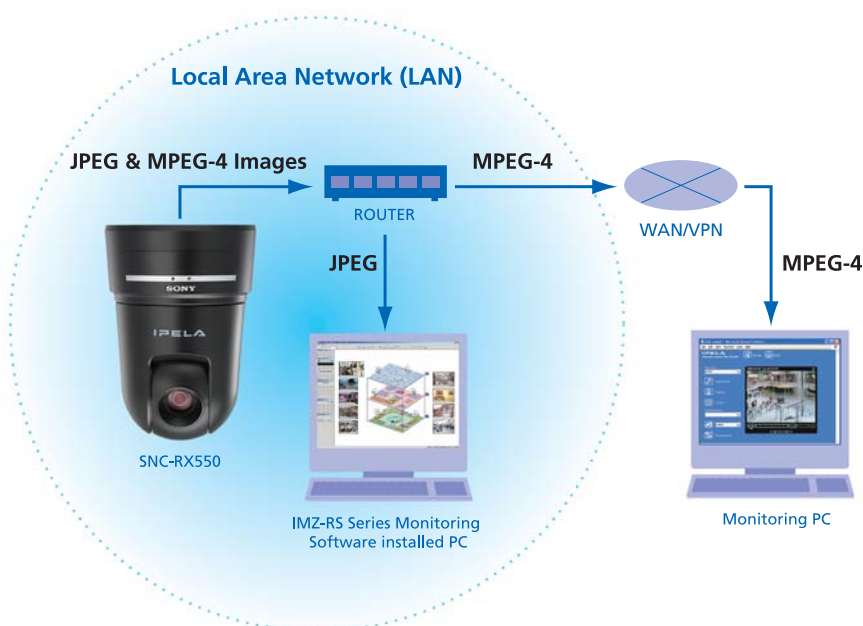 Local Area Network (LAN)
JPEG & MPEG-4 Images
MPEG-4
ROUTER
WAN/VPN
JPEG
MPEG-4
SONY
IPELA
IPELA
SNC-RX550
IMZ-RS Series Monitoring
Software installed PC
Monitoring PC